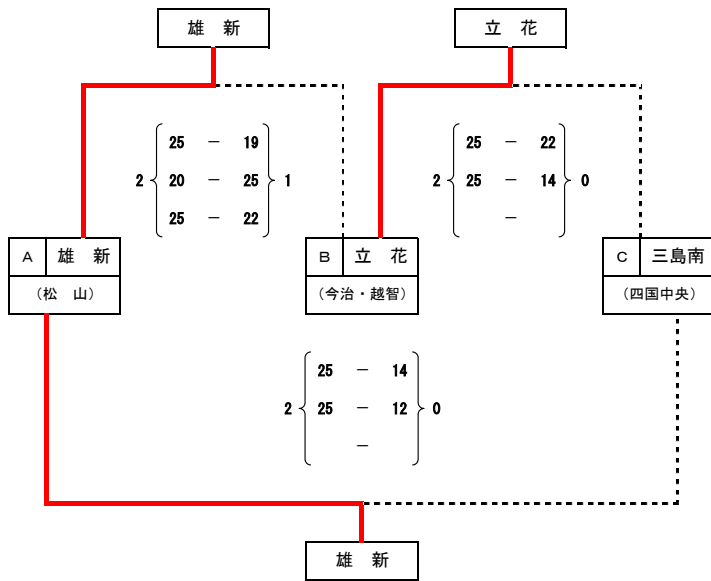 雄　新
立　花
25 － 19
2 20 － 25 1
25 － 22
25 － 22
2 25 － 14 0
－
A 雄　新
（松　山）
B 立　花
（今治・越智）
C 三島南
（四国中央）
25 － 14
2 25 － 12 0
－
雄　新